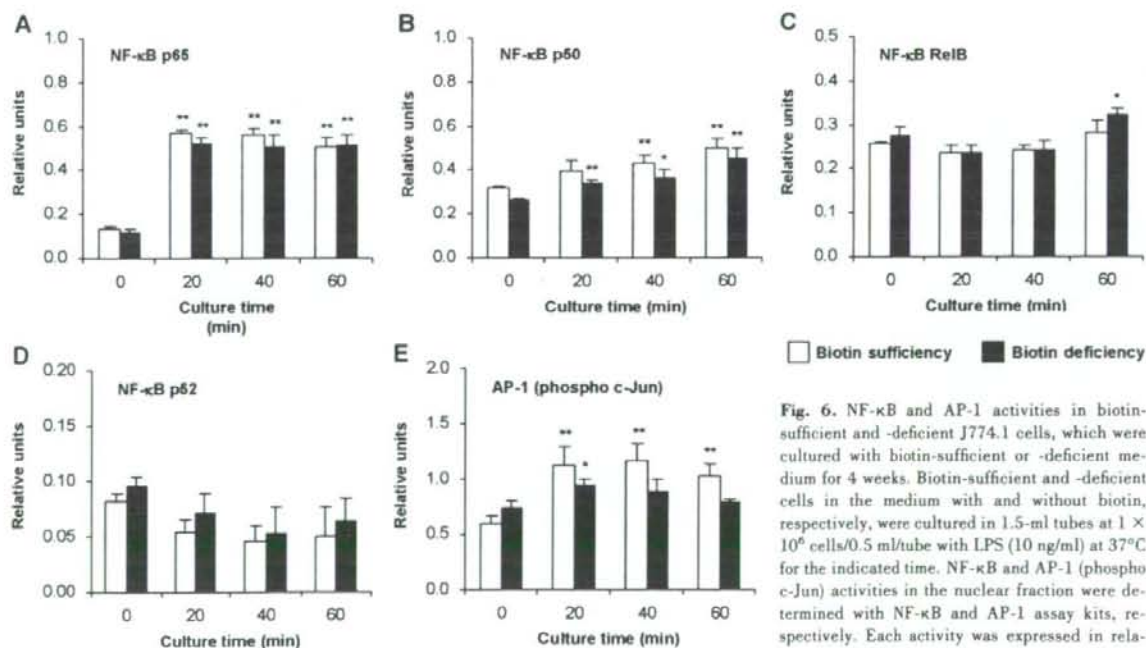 A
NF-κB p65
Relative units
1.0
0.8
0.6
0.4
0.2
0.0
** ** ** ** ** **
0 20 40 60
Culture time
(min)
B
NF-κB p50
Relative units
1.0
0.8
0.6
0.4
0.2
0.0
** ** * ** **
0 20 40 60
Culture time
(min)
C
NF-κB RelB
Relative units
0.5
0.4
0.3
0.2
0.1
0.0
*
0 20 40 60
Culture time
(min)
D
NF-κB p52
Relative units
0.20
0.15
0.10
0.05
0.00
0 20 40 60
Culture time (min)
E
AP-1 (phospho c-Jun)
Relative units
2.0
1.5
1.0
0.5
0.0
** * ** **
0 20 40 60
Culture time (min)
Biotin sufficiency Biotin deficiency
Fig. 6. NF-κB and AP-1 activities in biotin-
sufficient and -deficient J774.1 cells, which were
cultured with biotin-sufficient or -deficient me-
dium for 4 weeks. Biotin-sufficient and -deficient
cells in the medium with and without biotin,
respectively, were cultured in 1.5-ml tubes at 1 ×
10⁶ cells/0.5 ml/tube with LPS (10 ng/ml) at 37°C
for the indicated time. NF-κB and AP-1 (phospho
c-Jun) activities in the nuclear fraction were de-
termined with NF-κB and AP-1 assay kits, re-
spectively. Each activity was expressed in rela-